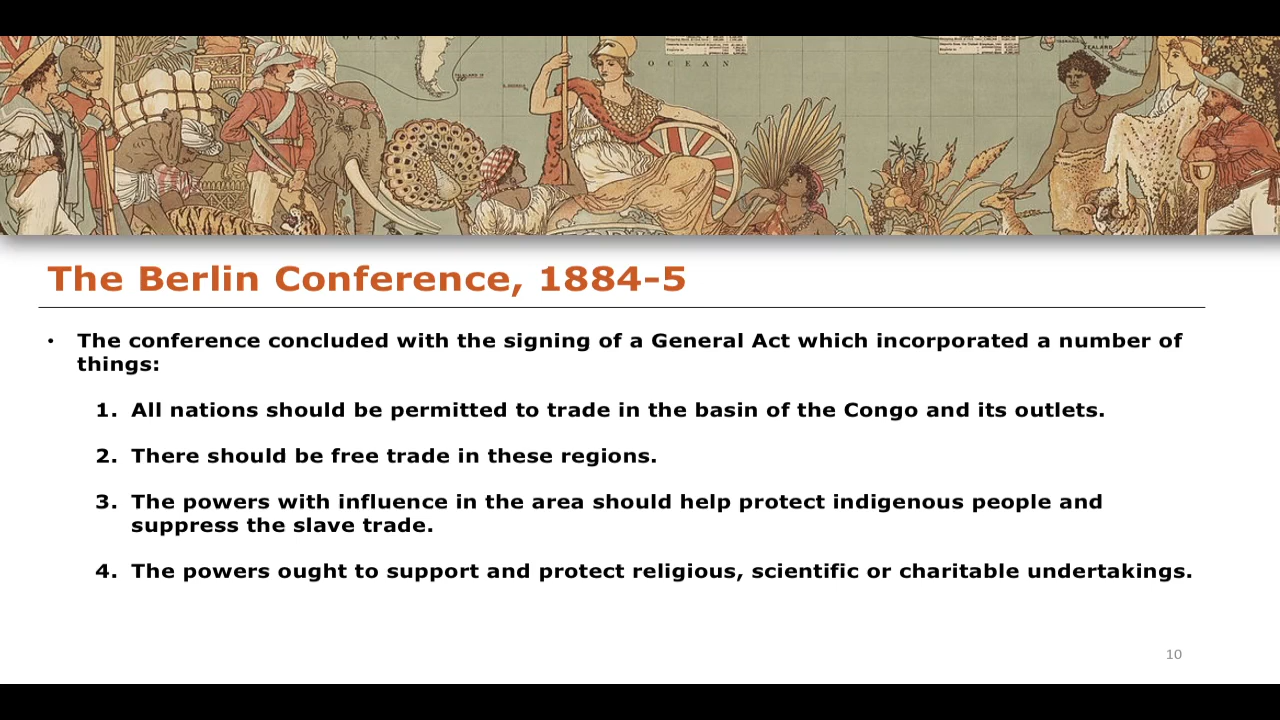 OCEAN
OCEAN
The Berlin Conference, 1884-5
• The conference concluded with the signing of a General Act which incorporated a number of
things:
1. All nations should be permitted to trade in the basin of the Congo and its outlets.
2. There should be free trade in these regions.
3. The powers with influence in the area should help protect indigenous people and
suppress the slave trade.
4. The powers ought to support and protect religious, scientific or charitable undertakings.
10